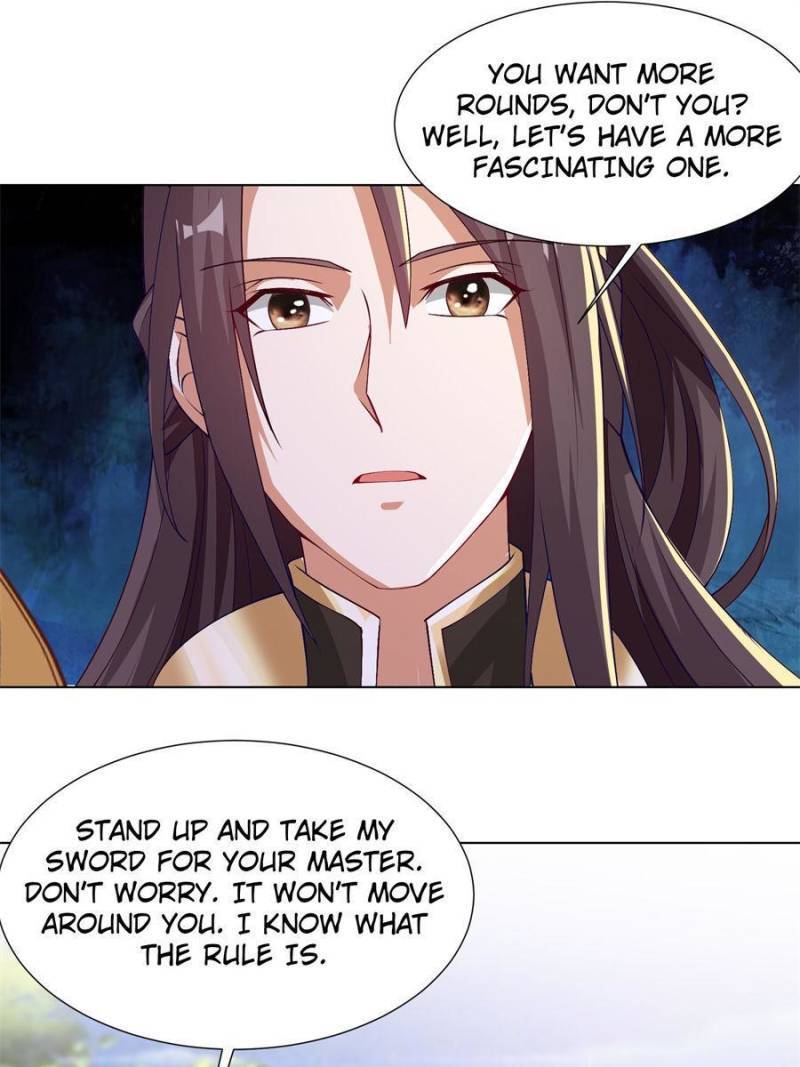 YOU WANT MORE
ROUNDS, DON'T YOU?
WELL, LET'S HAVE A MORE
FASCINATING ONE.
STAND UP AND TAKE MY
SWORD FOR YOUR MASTER.
DON'T WORRY. IT WON'T MOVE
AROUND YOU. I KNOW WHAT
THE RULE IS.